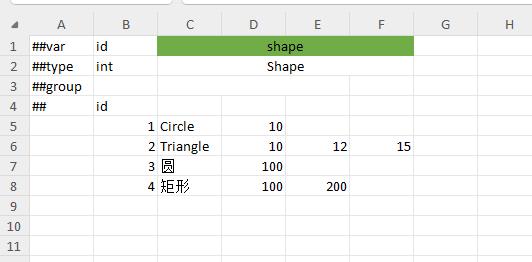 A B C D E F G H
1 ##var id shape
2 ##type int Shape
3 ##group
4 ## id
5 1 Circle 10
6 2 Triangle 10 12 15
7 3 圆 100
8 4 矩形 100 200
9
10
11